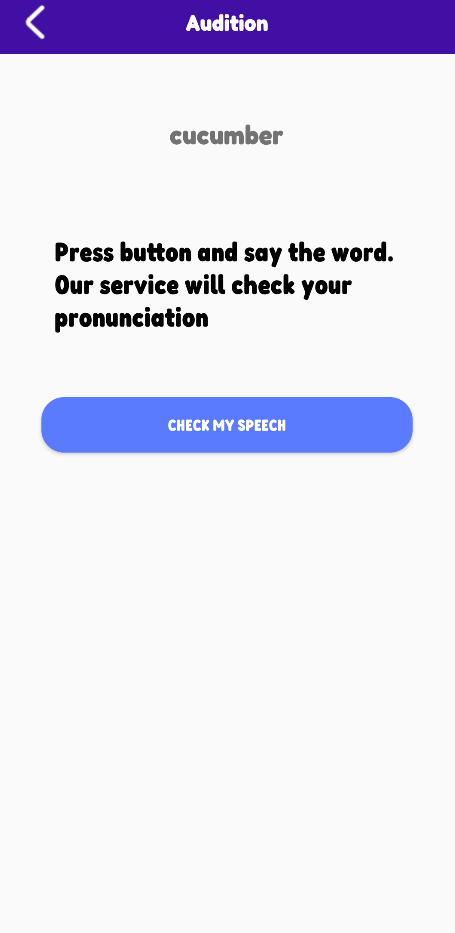 Audition
cucumber
Press button and say the word.
Our service will check your
pronunciation
CHECK MY SPEECH